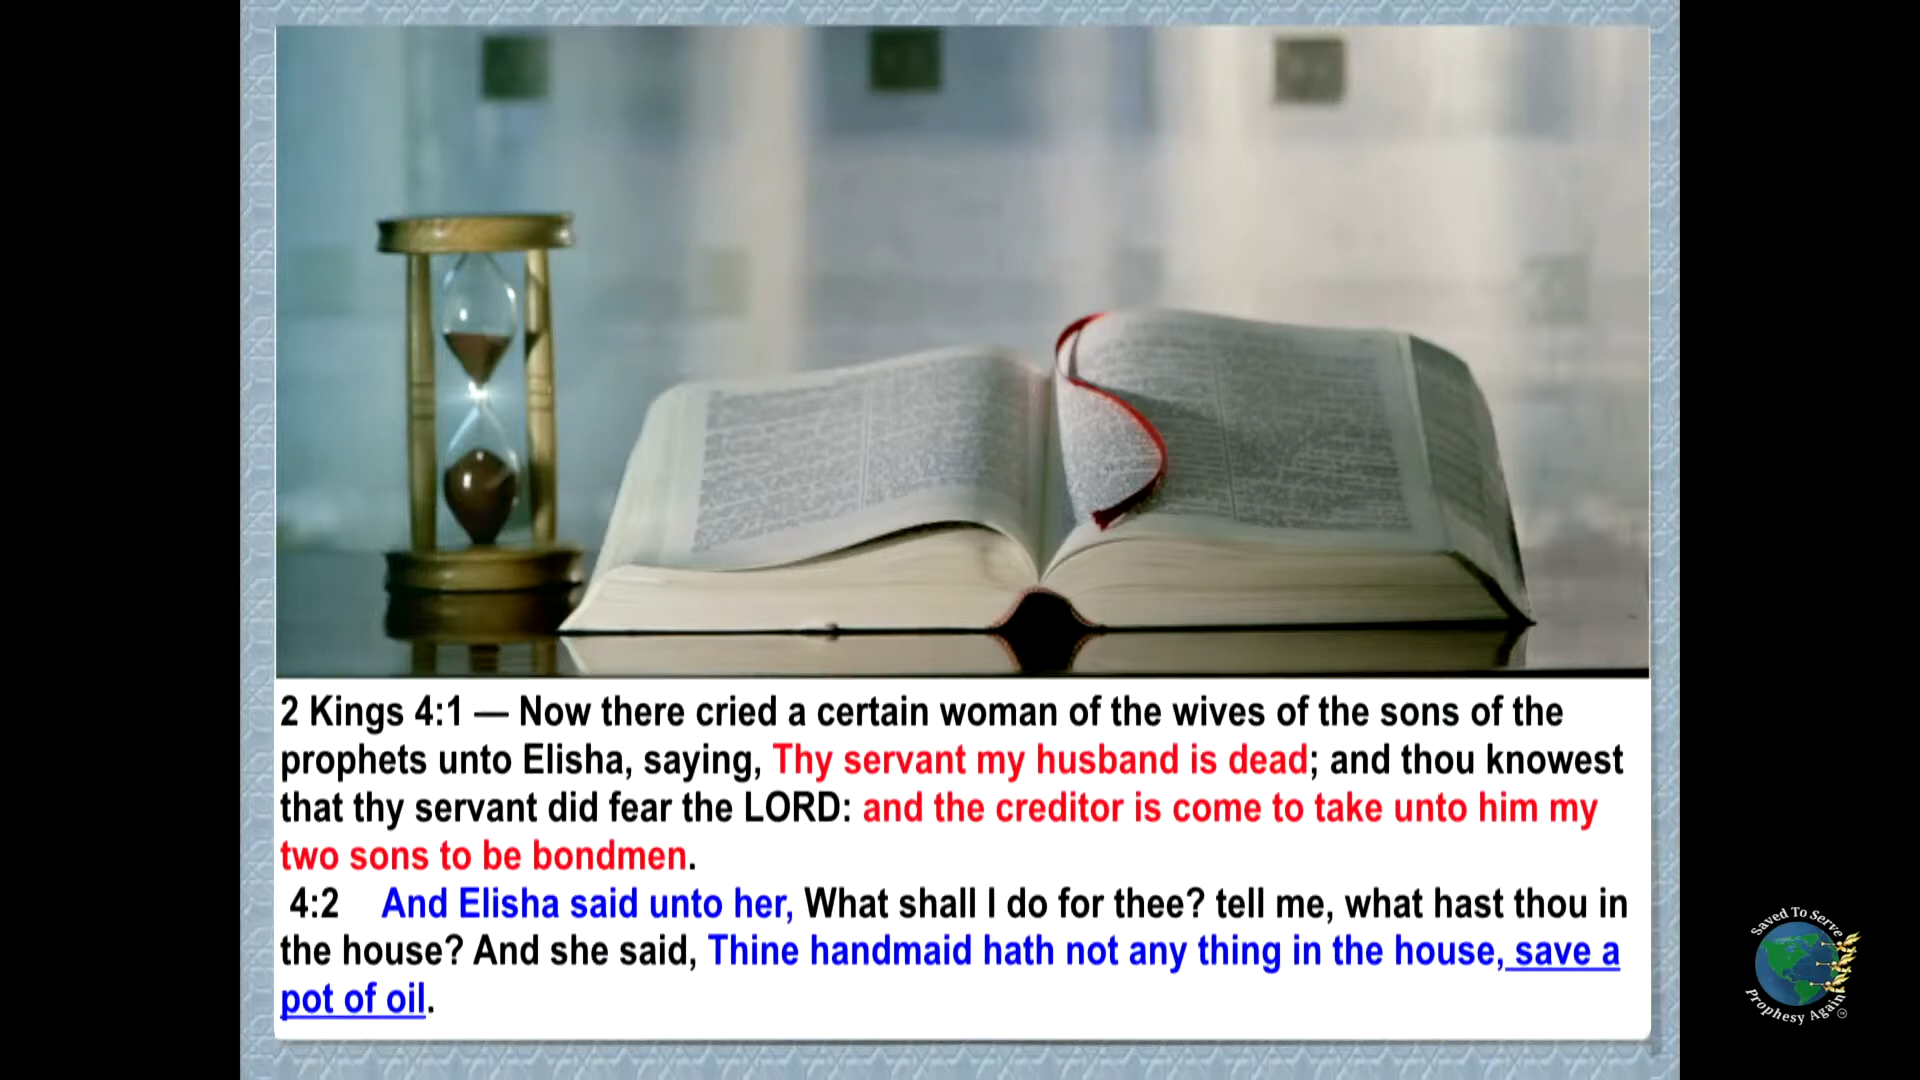 2 Kings 4:1 — Now there cried a certain woman of the wives of the sons of the
prophets unto Elisha, saying, Thy servant my husband is dead; and thou knowest
that thy servant did fear the LORD: and the creditor is come to take unto him my
two sons to be bondmen.
4:2 And Elisha said unto her, What shall I do for thee? tell me, what hast thou in
the house? And she said, Thine handmaid hath not any thing in the house, save a
pot of oil.
Saved To Serve
Prophesy Again